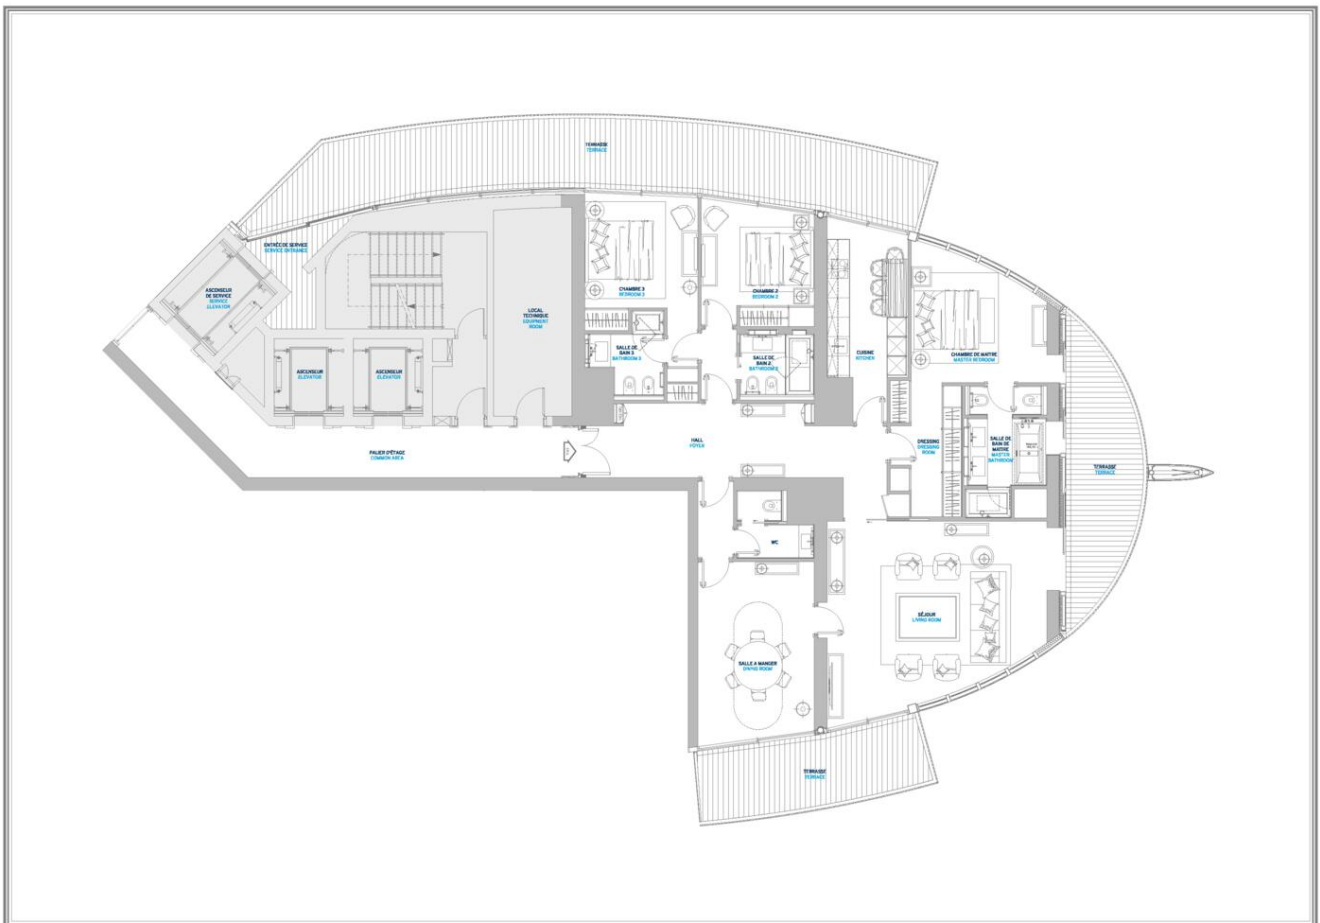 TERRASSE
TERRACE
ENTRÉE DE SERVICE
SERVICE ENTRANCE
ASCENSEUR
DE SERVICE
SERVICE
ELEVATOR
CHAMBRE 3
BEDROOM 3
CHAMBRE 2
BEDROOM 2
LOCAL
TECHNIQUE
EQUIPMENT
ROOM
SALLE DE
BAIN 3
BATHROOM 3
SALLE DE
BAIN 2
BATHROOM 2
CUISINE
KITCHEN
CHAMBRE DE MAITRE
MASTER BEDROOM
ASCENSEUR
ELEVATOR
ASCENSEUR
ELEVATOR
PALIER D'ÉTAGE
COMMON AREA
HALL
FOYER
DRESSING
DRESSING
ROOM
SALLE DE
BAIN DE
MAITRE
MASTER
BATHROOM
TERRASSE
TERRACE
WC
SÉJOUR
LIVING ROOM
SALLE A MANGER
DINING ROOM
TERRASSE
TERRACE